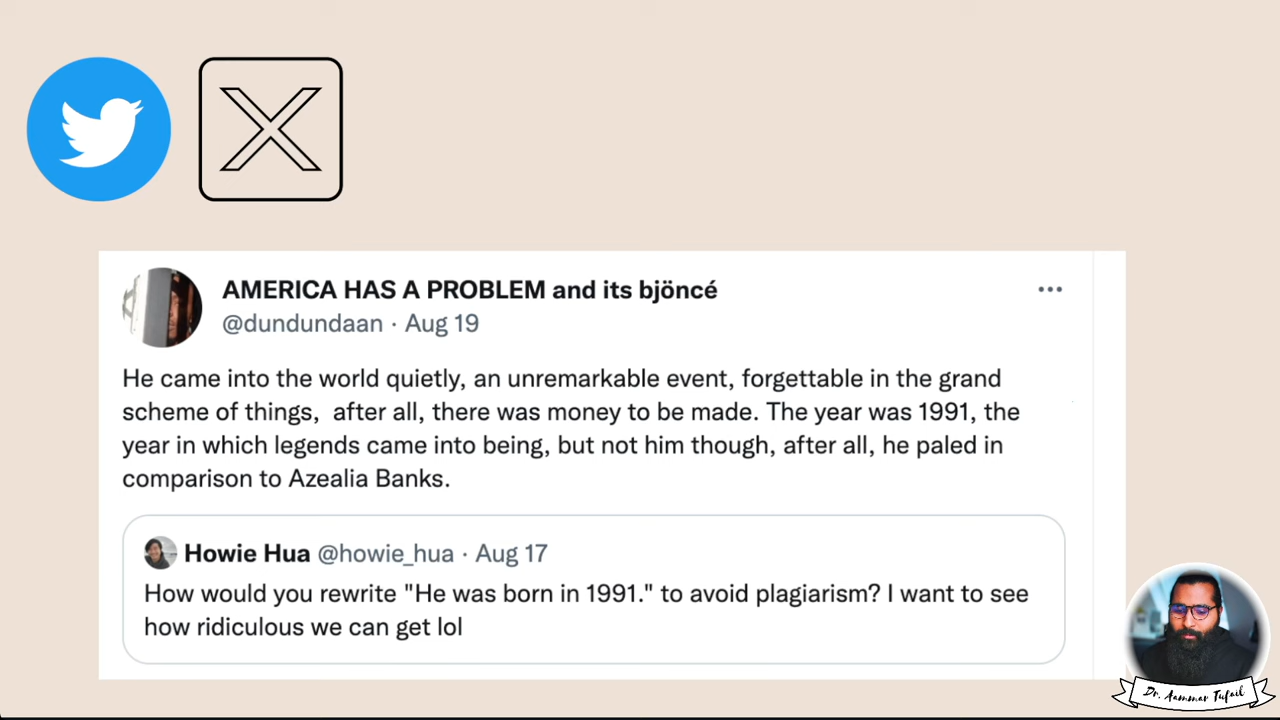 AMERICA HAS A PROBLEM and its bjöncé
@dundundaan · Aug 19
He came into the world quietly, an unremarkable event, forgettable in the grand
scheme of things,  after all, there was money to be made. The year was 1991, the
year in which legends came into being, but not him though, after all, he paled in
comparison to Azealia Banks.
Howie Hua @howie_hua · Aug 17
How would you rewrite "He was born in 1991." to avoid plagiarism? I want to see
how ridiculous we can get lol
Dr. Aammar Tufail